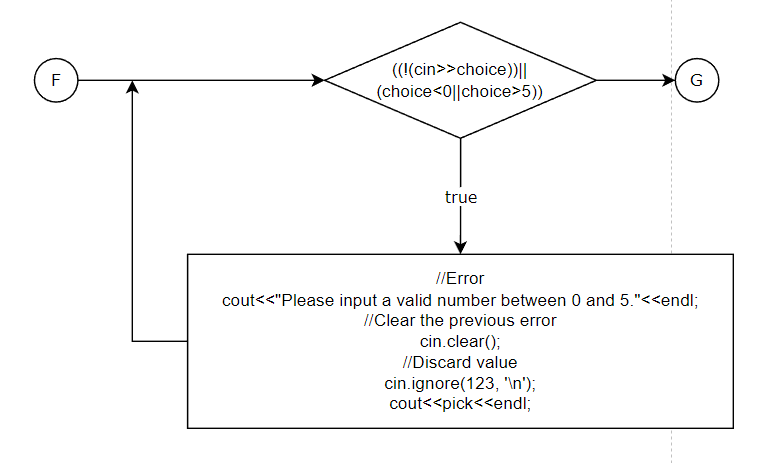 F
((!(cin>>choice))||
(choice<0||choice>5))
G
true
//Error
cout<<"Please input a valid number between 0 and 5."<<endl;
//Clear the previous error
cin.clear();
//Discard value
cin.ignore(123, '\n');
cout<<pick<<endl;